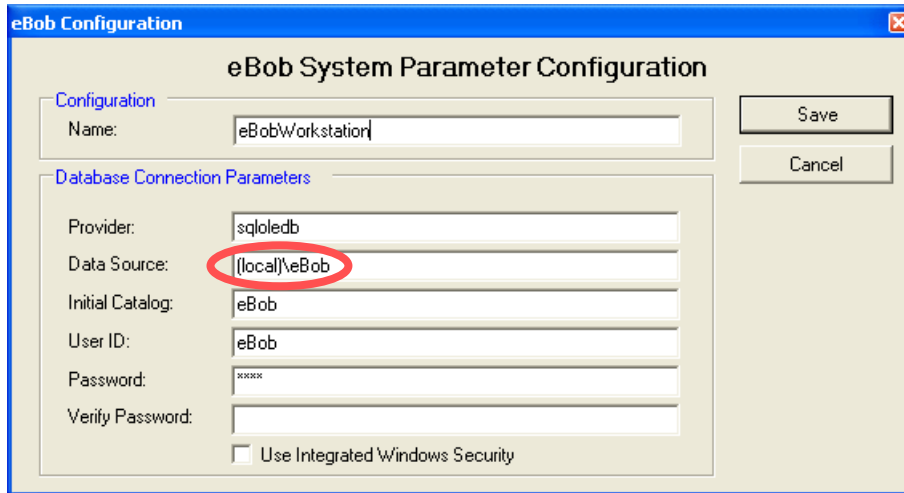 eBob Configuration
eBob System Parameter Configuration
Configuration
Name: eBobWorkstation
Save
Cancel
Database Connection Parameters
Provider: sqloledb
Data Source: (local)\eBob
Initial Catalog: eBob
User ID: eBob
Password: ****
Verify Password:
Use Integrated Windows Security